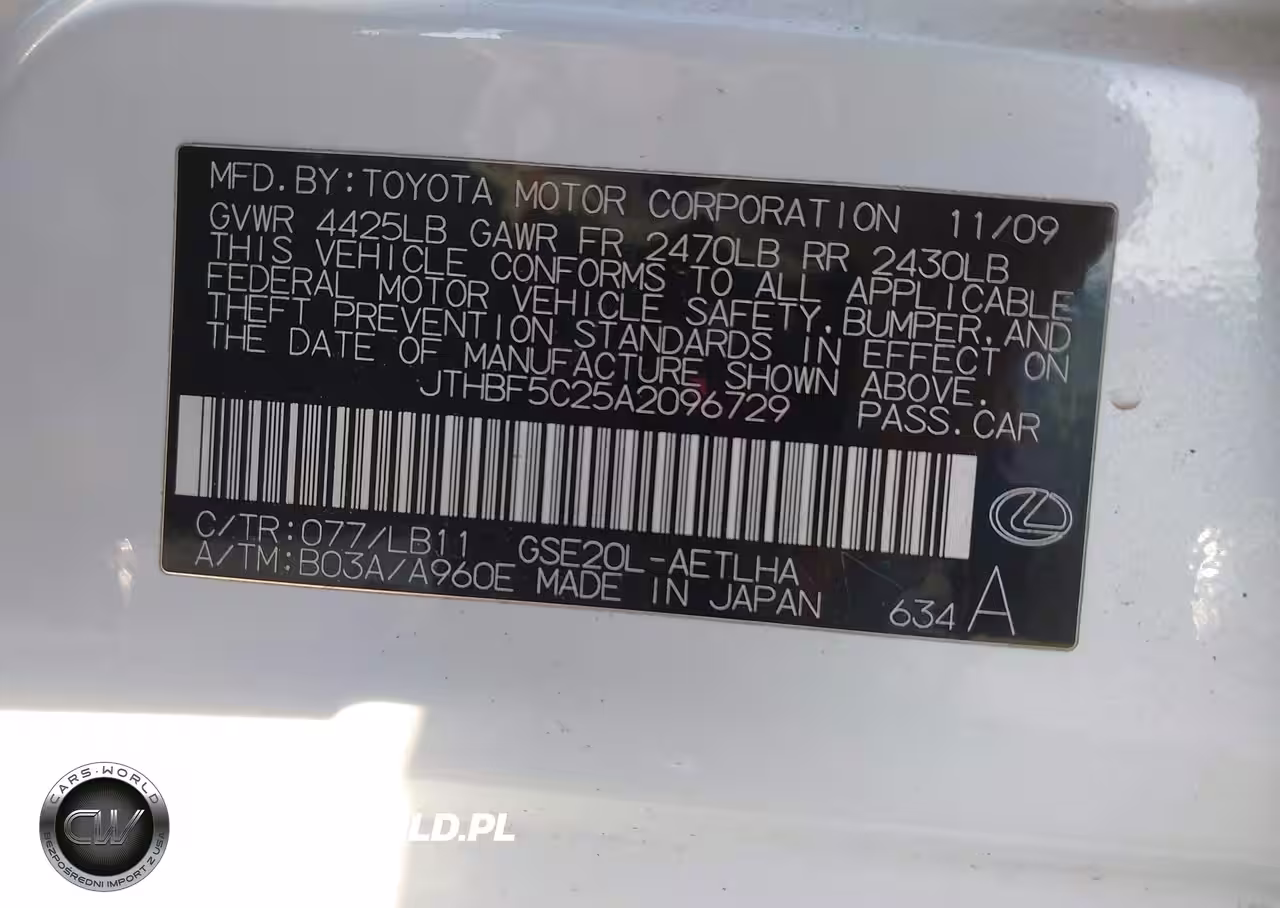 MFD.BY:TOYOTA MOTOR CORPORATION 11/09
GVWR 4425LB GAWR FR 2470LB RR 2430LB
THIS VEHICLE CONFORMS TO ALL APPLICABLE
FEDERAL MOTOR VEHICLE SAFETY,BUMPER,AND
THEFT PREVENTION STANDARDS IN EFFECT ON
THE DATE OF MANUFACTURE SHOWN ABOVE.
JTHBF5C25A2096729 PASS.CAR
C/TR:077/LB11 GSE20L-AETLHA
A/TM:B03A/A960E MADE IN JAPAN 634 A
CARS-WORLD
CW
BEZPOŚREDNI IMPORT Z USA
LD.PL